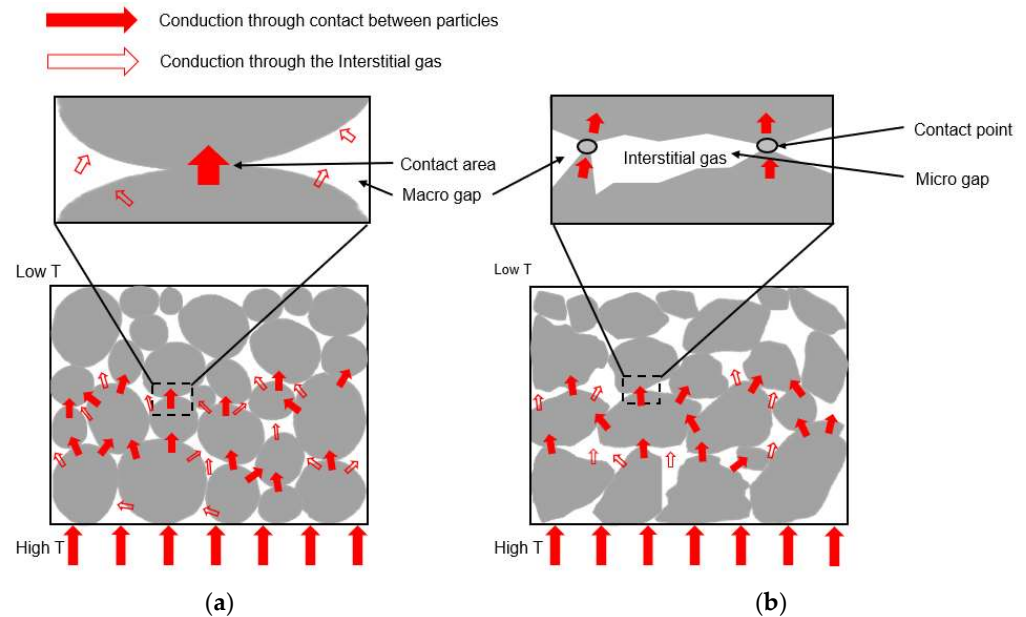 Conduction through contact between particles
Conduction through the Interstitial gas
Contact area
Macro gap
Interstitial gas
Contact point
Micro gap
Low T
High T
Low T
High T
(a)
(b)